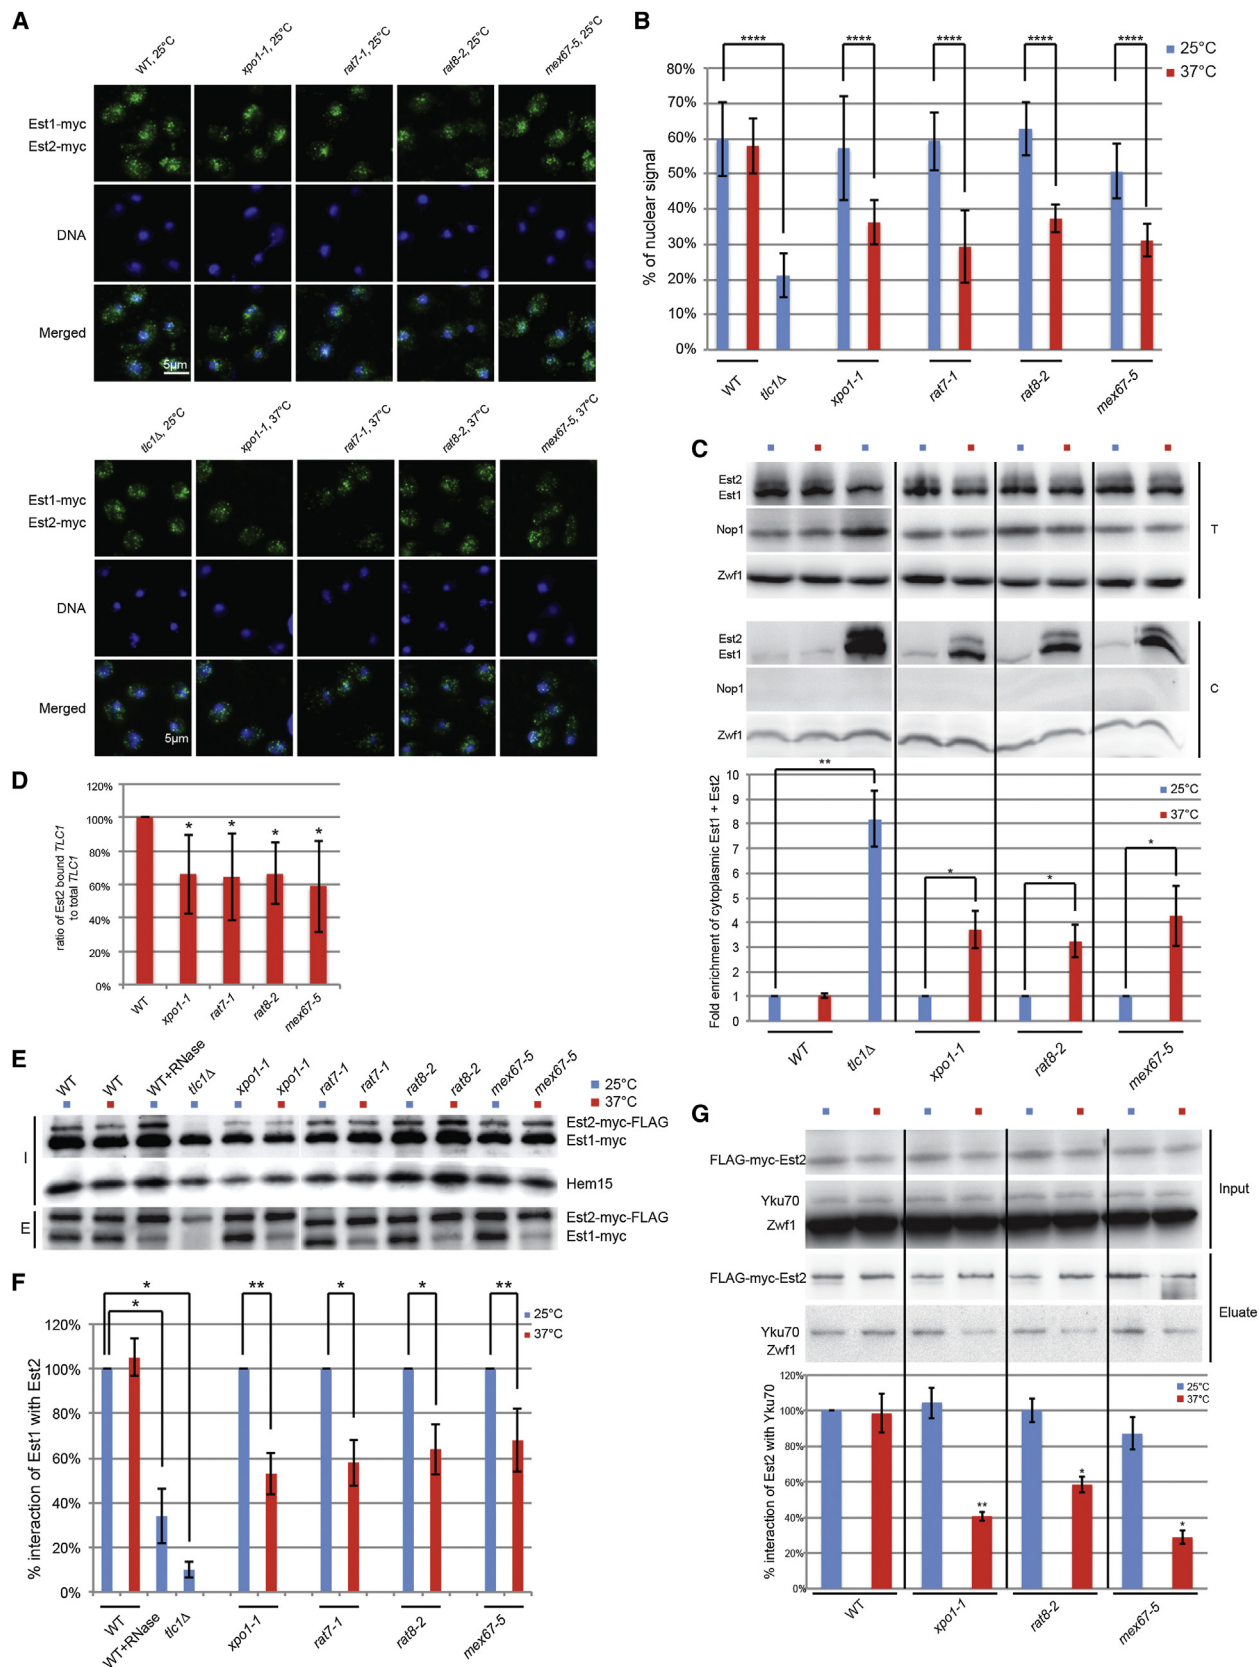 A
WT, 25°C
xpo1-1, 25°C
rat7-1, 25°C
rat8-2, 25°C
mex67-5, 25°C
Est1-myc
Est2-myc
DNA
Merged
5µm
tlc1Δ, 25°C
xpo1-1, 37°C
rat7-1, 37°C
rat8-2, 37°C
mex67-5, 37°C
Est1-myc
Est2-myc
DNA
Merged
5µm
B
**** **** **** **** ****
25°C
37°C
% of nuclear signal
80%
70%
60%
50%
40%
30%
20%
10%
0%
WT tlc1Δ xpo1-1 rat7-1 rat8-2 mex67-5
C
Est2
Est1
Nop1
Zwf1
T
Est2
Est1
Nop1
Zwf1
C
Fold enrichment of cytoplasmic Est1 + Est2
10
9
8
7
6
5
4
3
2
1
0
** * * *
25°C
37°C
WT tlc1Δ xpo1-1 rat8-2 mex67-5
D
ratio of Est2 bound TLC1
to total TLC1
120%
100%
80%
60%
40%
20%
0%
* * * *
WT xpo1-1 rat7-1 rat8-2 mex67-5
E
WT WT WT+RNase tlc1Δ xpo1-1 xpo1-1 rat7-1 rat7-1 rat8-2 rat8-2 mex67-5 mex67-5
25°C
37°C
I
Est2-myc-FLAG
Est1-myc
Hem15
E
Est2-myc-FLAG
Est1-myc
F
% interaction of Est1 with Est2
120%
100%
80%
60%
40%
20%
0%
* * ** * * **
25°C
37°C
WT WT+RNase tlc1Δ xpo1-1 rat7-1 rat8-2 mex67-5
G
FLAG-myc-Est2
Yku70
Zwf1
Input
FLAG-myc-Est2
Yku70
Zwf1
Eluate
% interaction of Est2 with Yku70
120%
100%
80%
60%
40%
20%
0%
** * *
25°C
37°C
WT xpo1-1 rat8-2 mex67-5